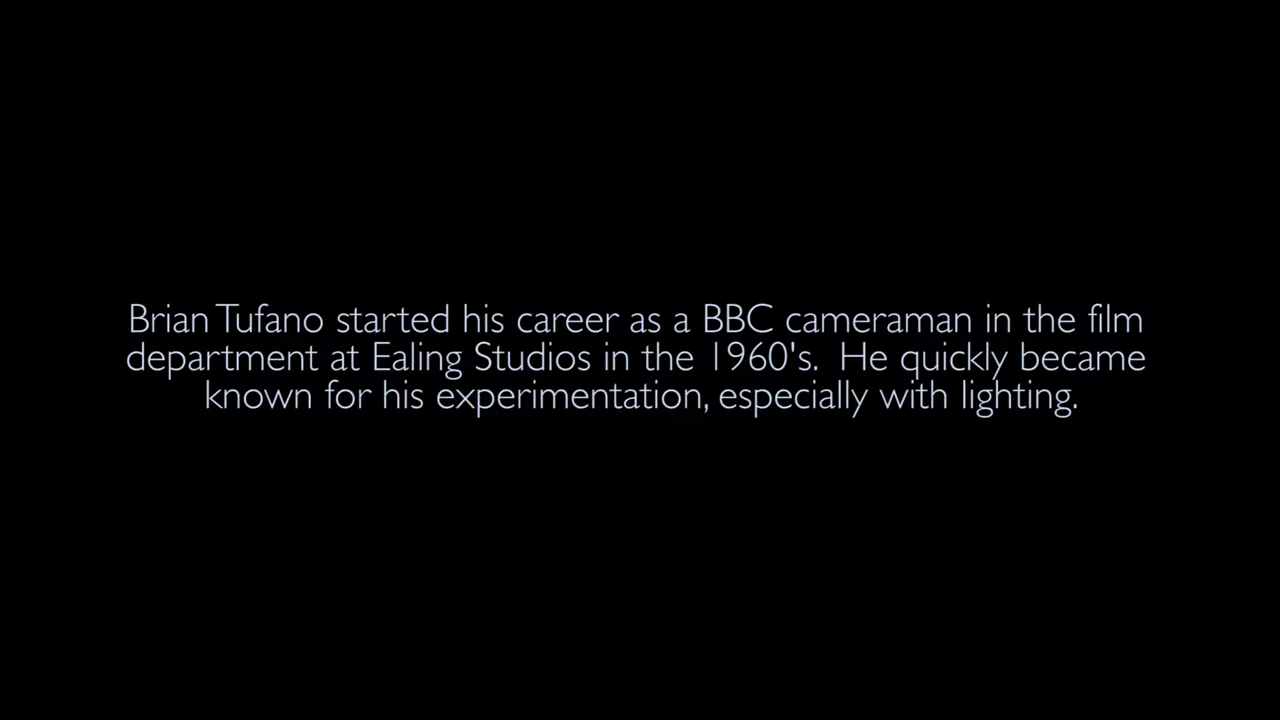 Brian Tufano started his career as a BBC cameraman in the film
department at Ealing Studios in the 1960's.  He quickly became
known for his experimentation, especially with lighting.